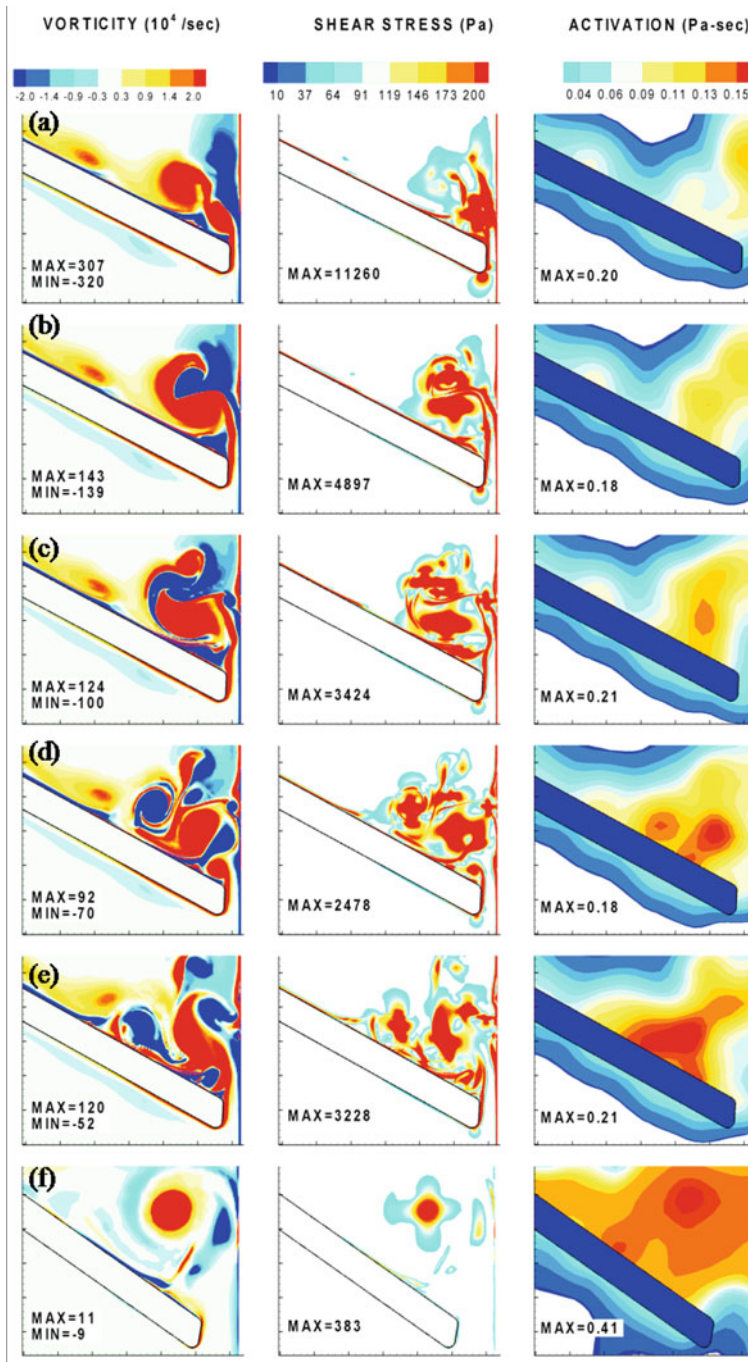 VORTICITY (10⁴ /sec) SHEAR STRESS (Pa) ACTIVATION (Pa-sec)
-2.0 -1.4 -0.9 -0.3 0.3 0.9 1.4 2.0 10 37 64 91 119 146 173 200 0.04 0.06 0.09 0.11 0.13 0.15
(a)
MAX=307
MIN=-320
MAX=11260
MAX=0.20
(b)
MAX=143
MIN=-139
MAX=4897
MAX=0.18
(c)
MAX=124
MIN=-100
MAX=3424
MAX=0.21
(d)
MAX=92
MIN=-70
MAX=2478
MAX=0.18
(e)
MAX=120
MIN=-52
MAX=3228
MAX=0.21
(f)
MAX=11
MIN=-9
MAX=383
MAX=0.41